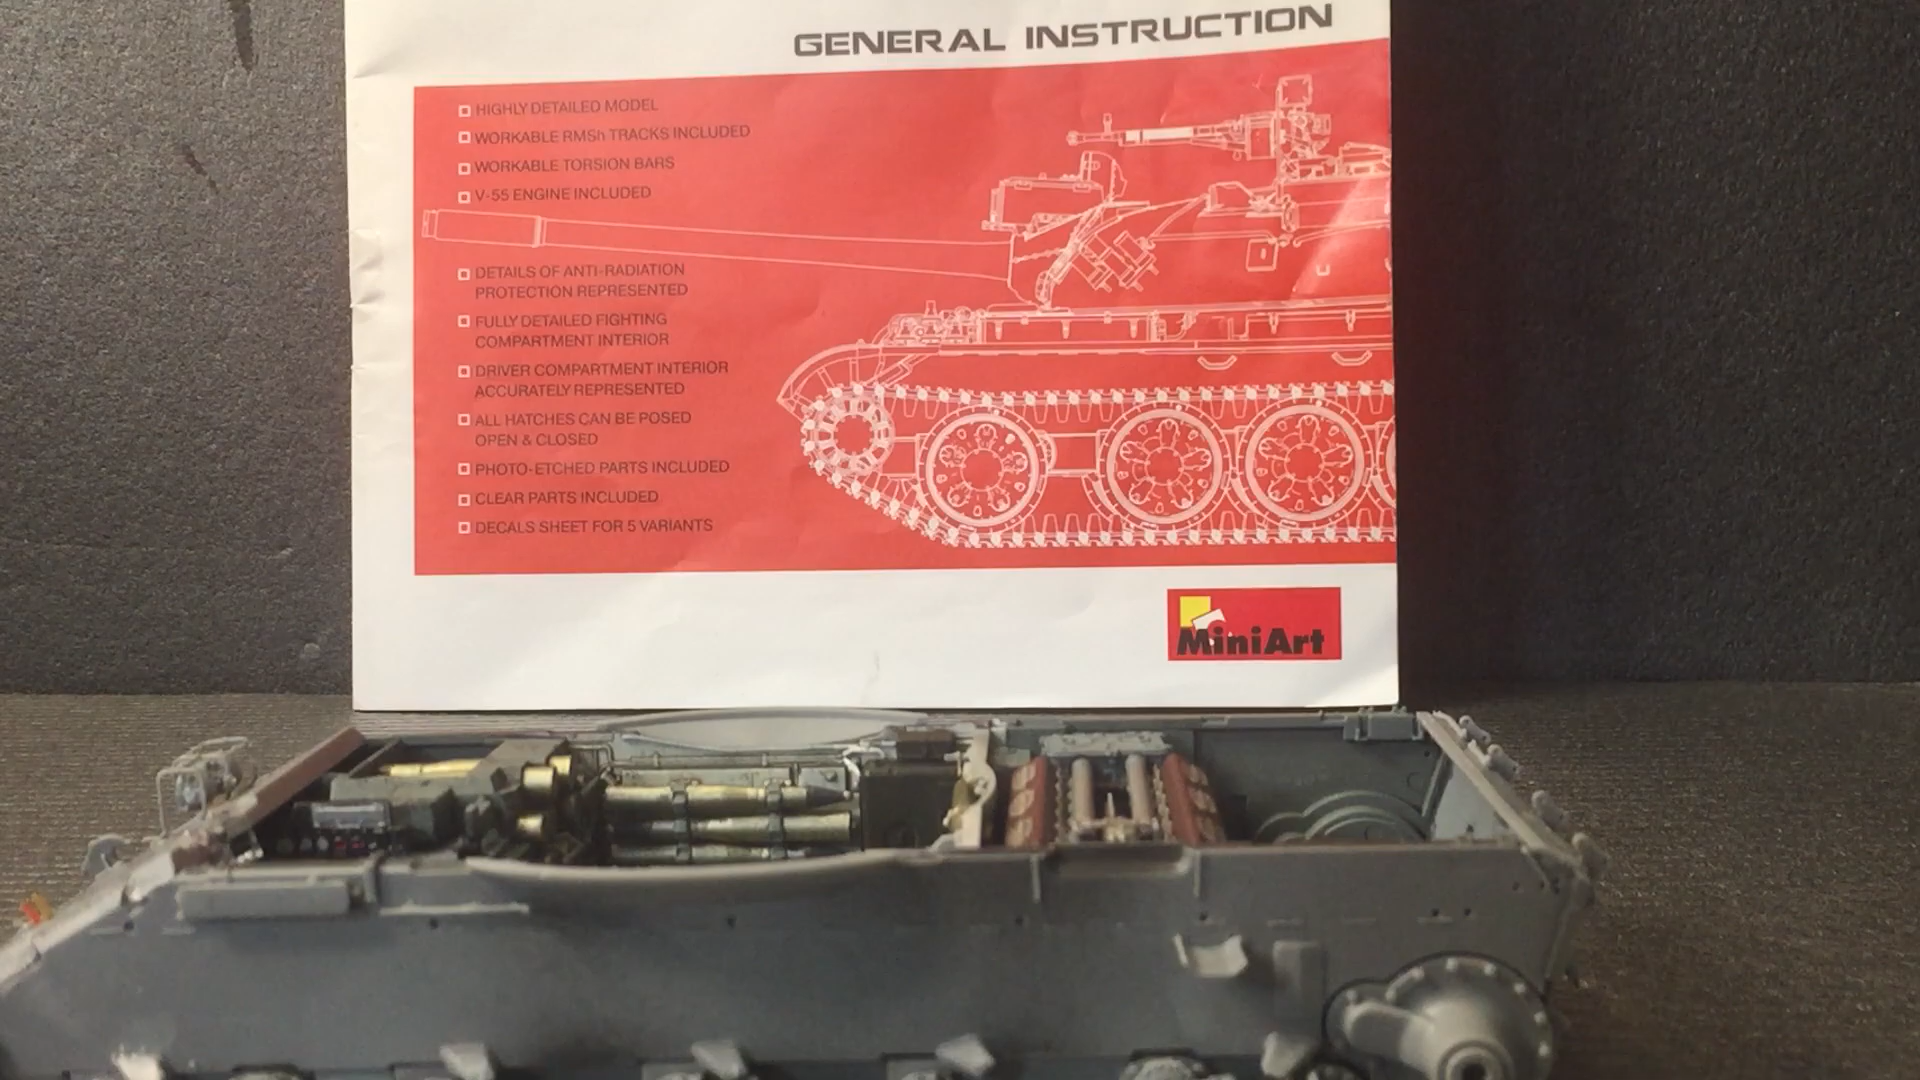 GENERAL INSTRUCTION
HIGHLY DETAILED MODEL
WORKABLE RMSh TRACKS INCLUDED
WORKABLE TORSION BARS
V-55 ENGINE INCLUDED
DETAILS OF ANTI-RADIATION
PROTECTION REPRESENTED
FULLY DETAILED FIGHTING
COMPARTMENT INTERIOR
DRIVER COMPARTMENT INTERIOR
ACCURATELY REPRESENTED
ALL HATCHES CAN BE POSED
OPEN & CLOSED
PHOTO-ETCHED PARTS INCLUDED
CLEAR PARTS INCLUDED
DECALS SHEET FOR 5 VARIANTS
MiniArt